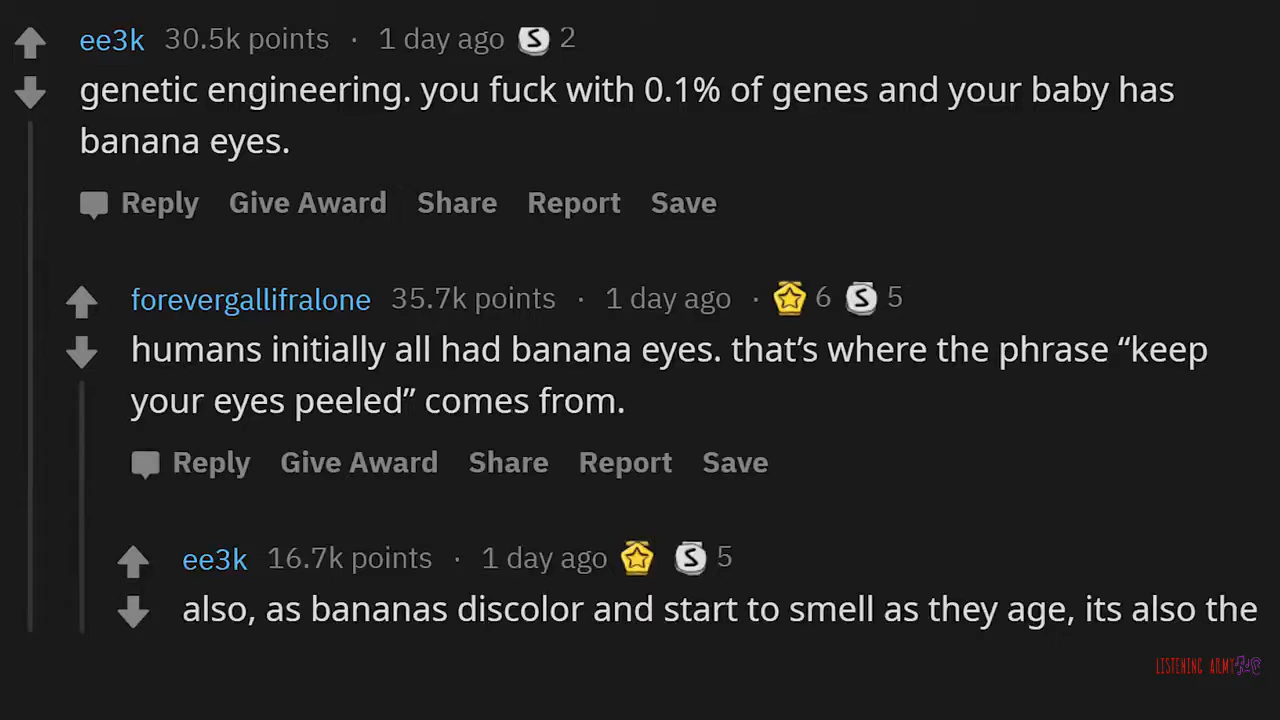 ee3k 30.5k points · 1 day ago S 2
genetic engineering. you fuck with 0.1% of genes and your baby has
banana eyes.
Reply Give Award Share Report Save
forevergallifralone 35.7k points · 1 day ago · 6 S 5
humans initially all had banana eyes. that’s where the phrase “keep
your eyes peeled” comes from.
Reply Give Award Share Report Save
ee3k 16.7k points · 1 day ago S 5
also, as bananas discolor and start to smell as they age, its also the
LISTENING ARMY